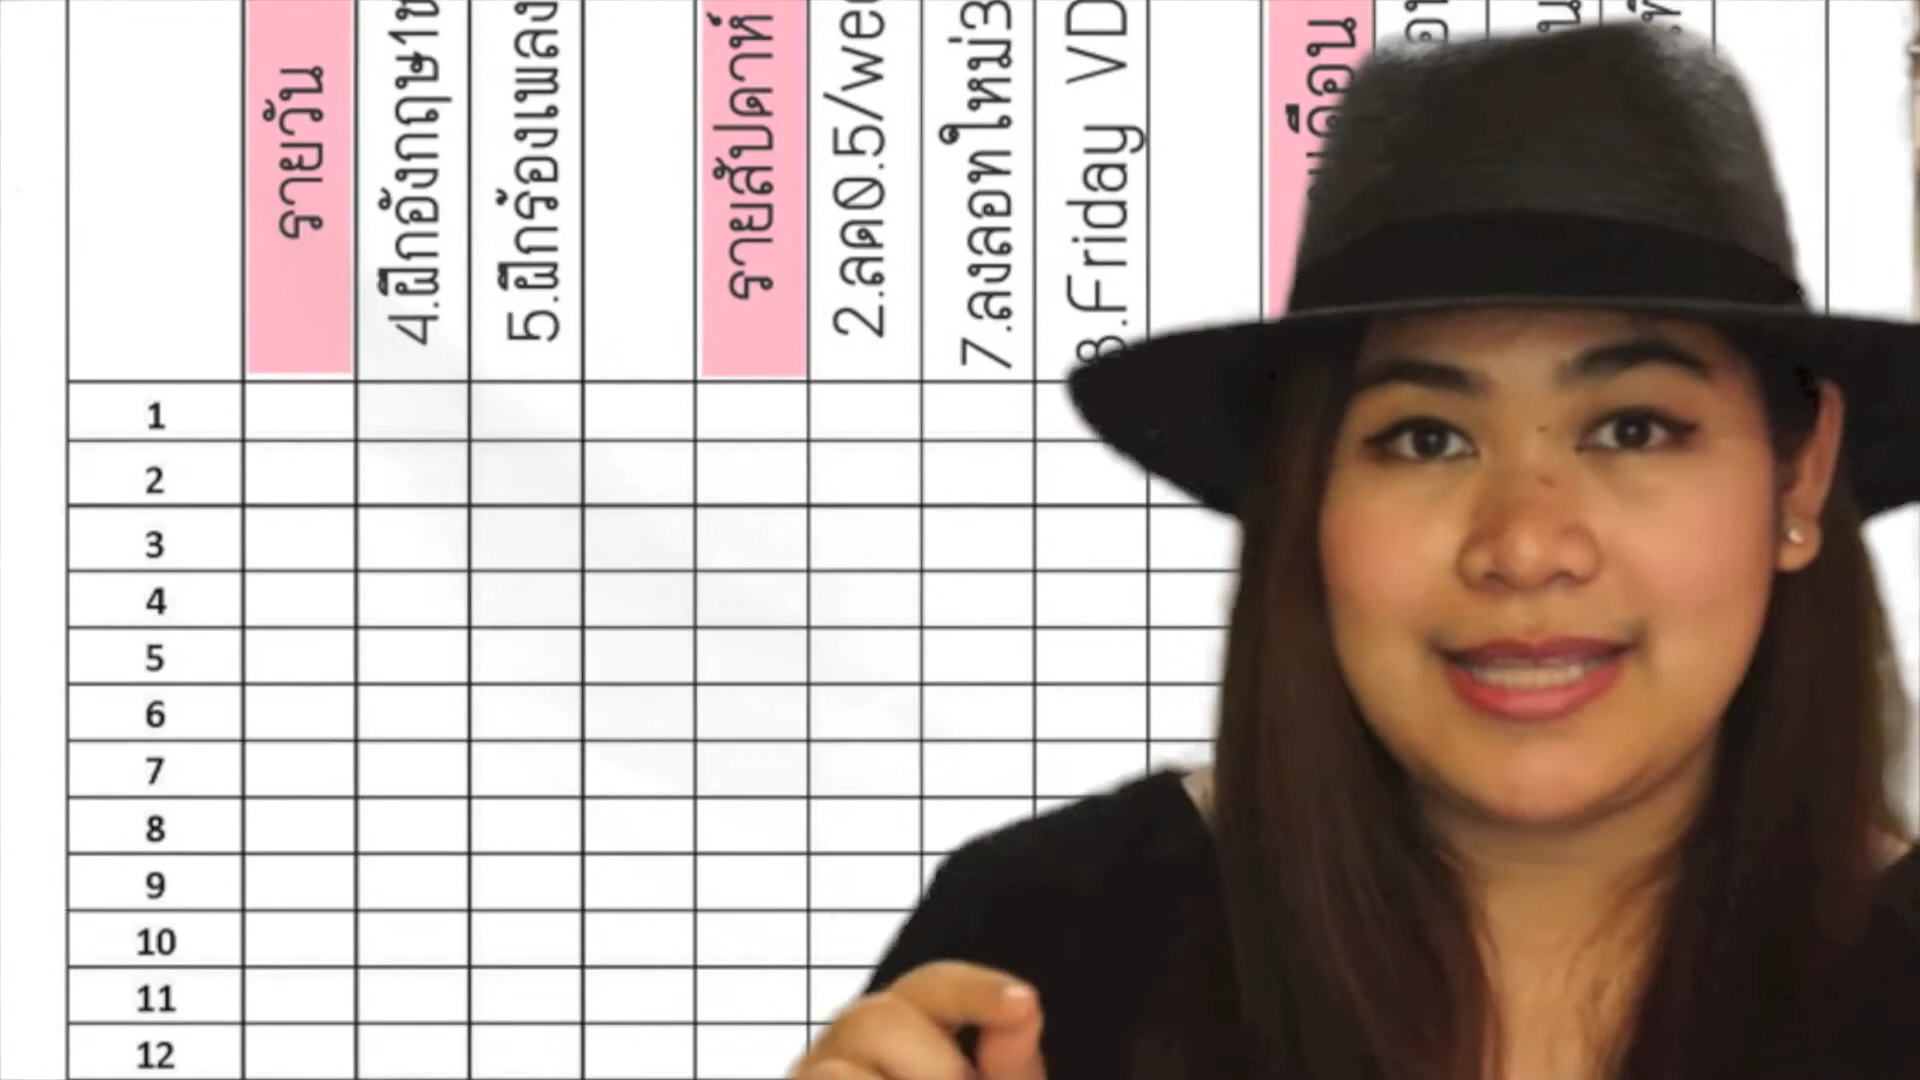 รายวัน
4.ฝึกอังกฤษ1ข
5.ฝึกร้องเพลง
รายสัปดาห์
2.ลด0.5/wee
7.ลงลอทใหม่3
8.Friday VD
1
2
3
4
5
6
7
8
9
10
11
12